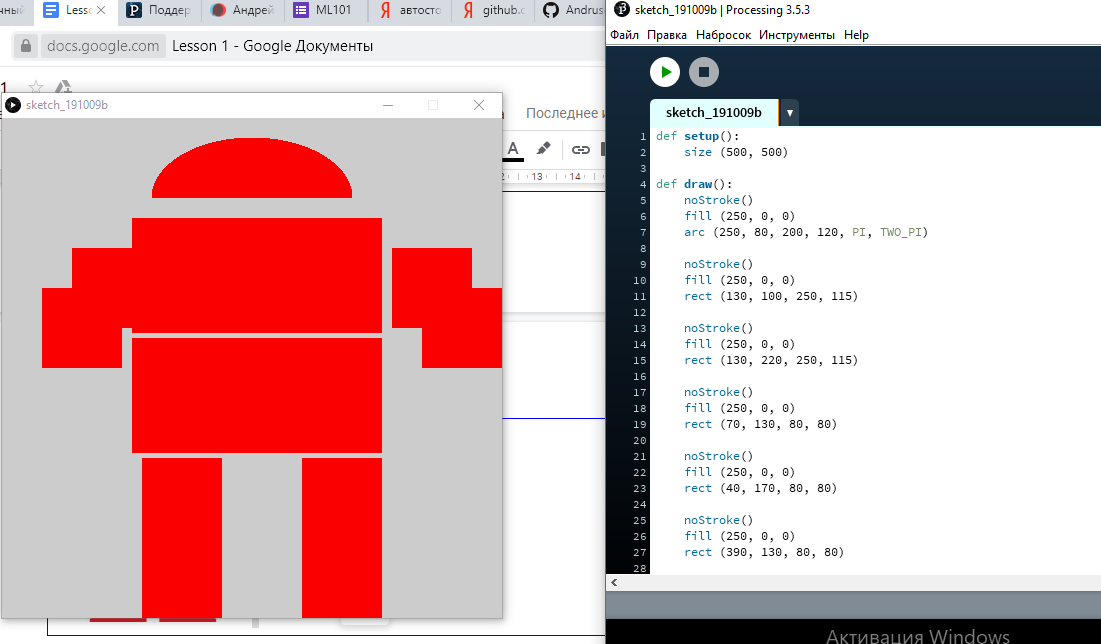 Lesso
Поддер
Андрей
ML101
автосто
github.c
Andrus
docs.google.com Lesson 1 - Google Документы
1
Последнее и
A
13 14
sketch_191009b
sketch_191009b | Processing 3.5.3
Файл Правка Набросок Инструменты Help
sketch_191009b
1 def setup():
2 size (500, 500)
3
4 def draw():
5 noStroke()
6 fill (250, 0, 0)
7 arc (250, 80, 200, 120, PI, TWO_PI)
8
9 noStroke()
10 fill (250, 0, 0)
11 rect (130, 100, 250, 115)
12
13 noStroke()
14 fill (250, 0, 0)
15 rect (130, 220, 250, 115)
16
17 noStroke()
18 fill (250, 0, 0)
19 rect (70, 130, 80, 80)
20
21 noStroke()
22 fill (250, 0, 0)
23 rect (40, 170, 80, 80)
24
25 noStroke()
26 fill (250, 0, 0)
27 rect (390, 130, 80, 80)
28
Активация Windows